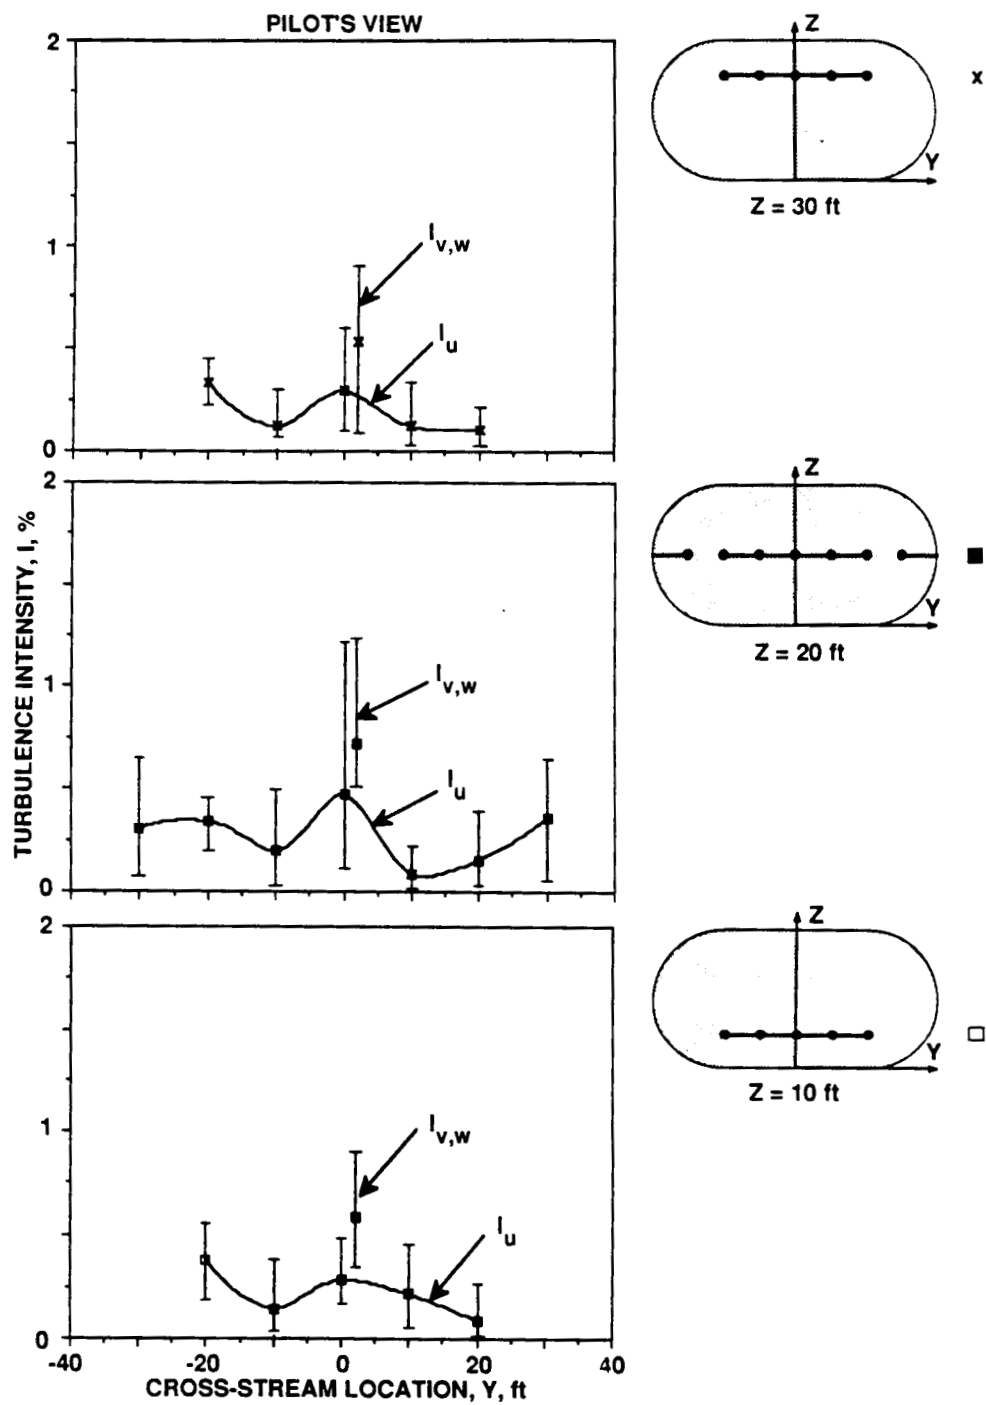 PILOT'S VIEW
2
1
0
I_v,w
I_u
Z
Y
Z = 30 ft
x
2
1
0
I_v,w
I_u
Z
Y
Z = 20 ft
TURBULENCE INTENSITY, I, %
2
1
0
I_v,w
I_u
Z
Y
Z = 10 ft
-40 -20 0 20 40
CROSS-STREAM LOCATION, Y, ft